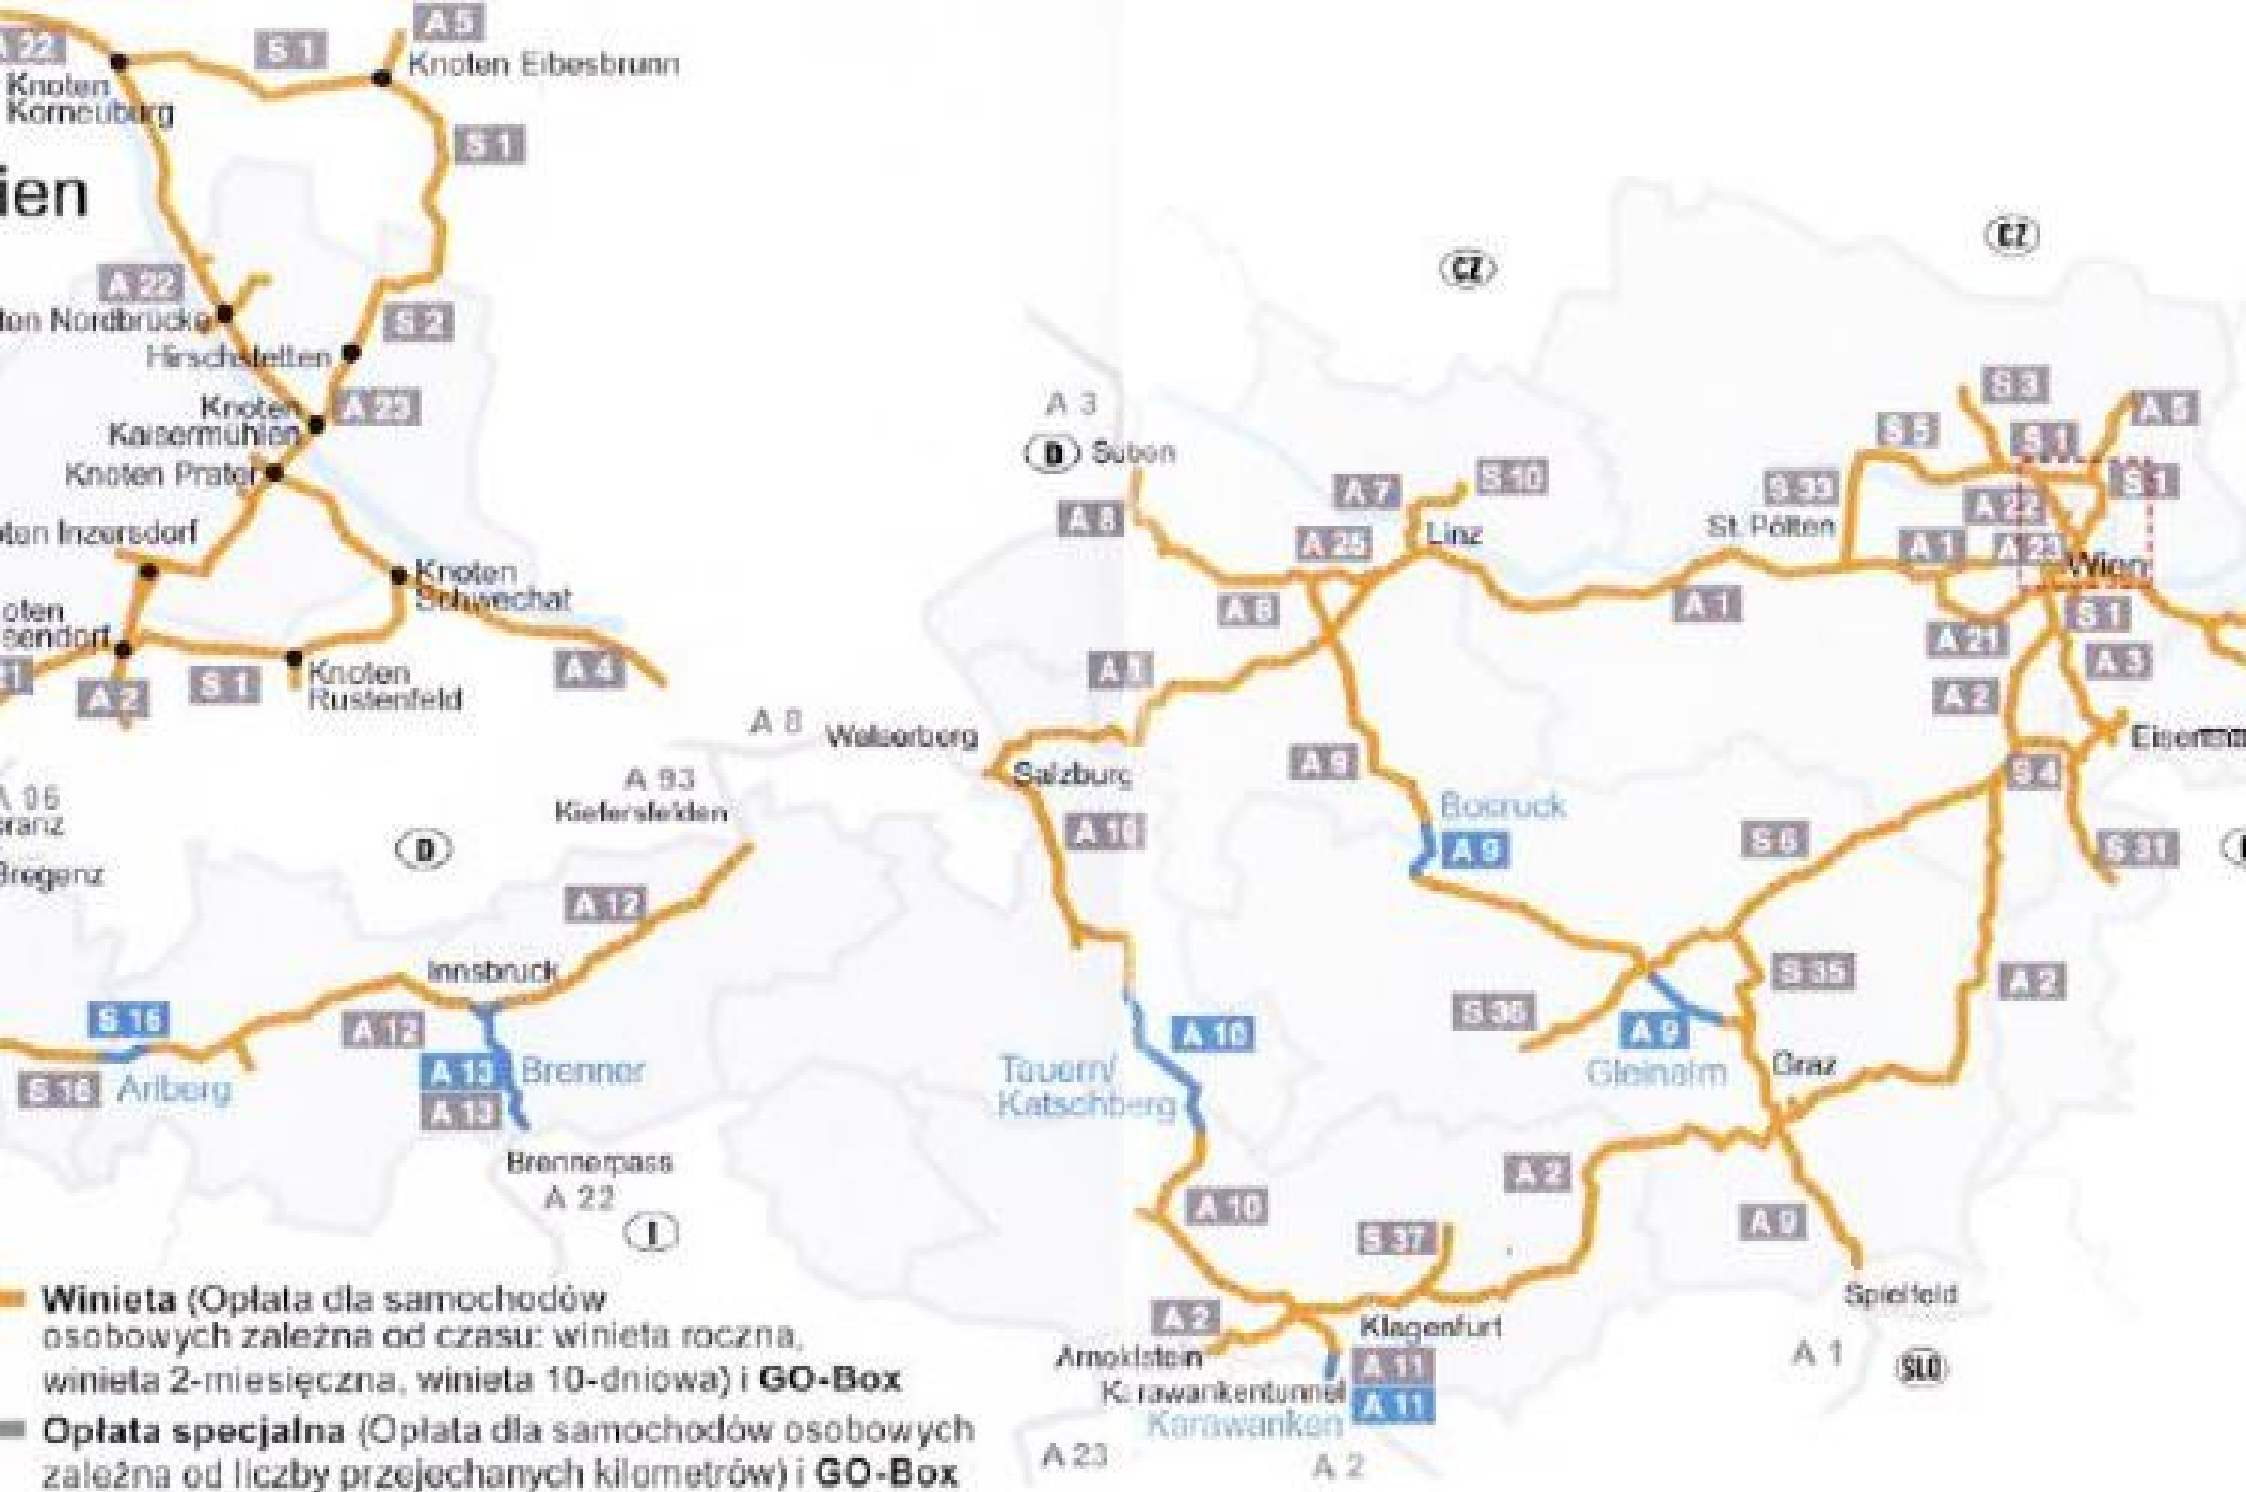 A 22
S 1
A 5
Knoten Eibesbrunn
Knoten
Korneuburg
S 1
ien
A 22
Nordbrücke
S 2
Hirschstetten
Knoten
Kaisermühlen
A 23
Knoten Prater
Inzersdorf
Knoten
Schwechat
oten
sendorf
A 2
S 1
Knoten
Rustenfeld
A 4
CZ
CZ
A 3
D Suben
A 8
A 7
S 10
A 25
Linz
A 8
A 1
St. Pölten
S 33
S 5
S 3
S 1
A 5
S 1
A 22
A 1
A 23
Wien
A 1
A 21
S 1
A 3
A 2
S 4
S 31
A 8
Walserberg
Salzburg
A 10
A 9
Bosruck
A 9
S 6
S 35
S 36
A 9
Gleinalm
Graz
A 2
A 93
Kiefersfelden
D
Bregenz
A 12
Innsbruck
S 16
A 12
S 16
Arlberg
A 13
Brenner
A 13
Brennerpass
A 22
I
A 10
Tauern/
Katschberg
A 10
A 2
S 37
A 9
Spielfeld
A 1
SLO
A 2
Klagenfurt
Arnoldstein
A 11
Karawankentunnel
A 11
Karawanken
A 23
A 2
Winieta (Opłata dla samochodów
osobowych zależna od czasu: winieta roczna,
winieta 2-miesięczna, winieta 10-dniowa) i GO-Box
Opłata specjalna (Opłata dla samochodów osobowych
zależna od liczby przejechanych kilometrów) i GO-Box